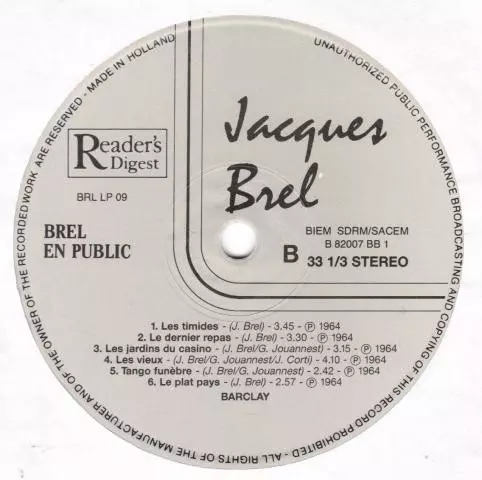 ALL RIGHTS OF THE MANUFACTURER AND OF THE OWNER OF THE RECORDEDWORK ARE RESERVED - MADE IN HOLLAND
UNAUTHORIZED PUBLIC PERFORMANCE BROADCASTING AND COPYING OF THIS RECORD PROHIBITED -
Jacques
Brel
Reader's
Digest
BRL LP 09
BREL
EN PUBLIC
BIEM SDRM/SACEM
B 82007 BB 1
B 33 1/3 STEREO
1. Les timides - (J. Brel) - 3.45 - ℗ 1964
2. Le dernier repas - (J. Brel) - 3.30 - ℗ 1964
3. Les jardins du casino - (J. Brel/G. Jouannest) - 3.15 - ℗ 1964
4. Les vieux - (J. Brel/G. Jouannest/J. Corti) - 4.10 - ℗ 1964
5. Tango funèbre - (J. Brel/G. Jouannest) - 2.42 - ℗ 1964
6. Le plat pays - (J. Brel) - 2.57 - ℗ 1964
BARCLAY